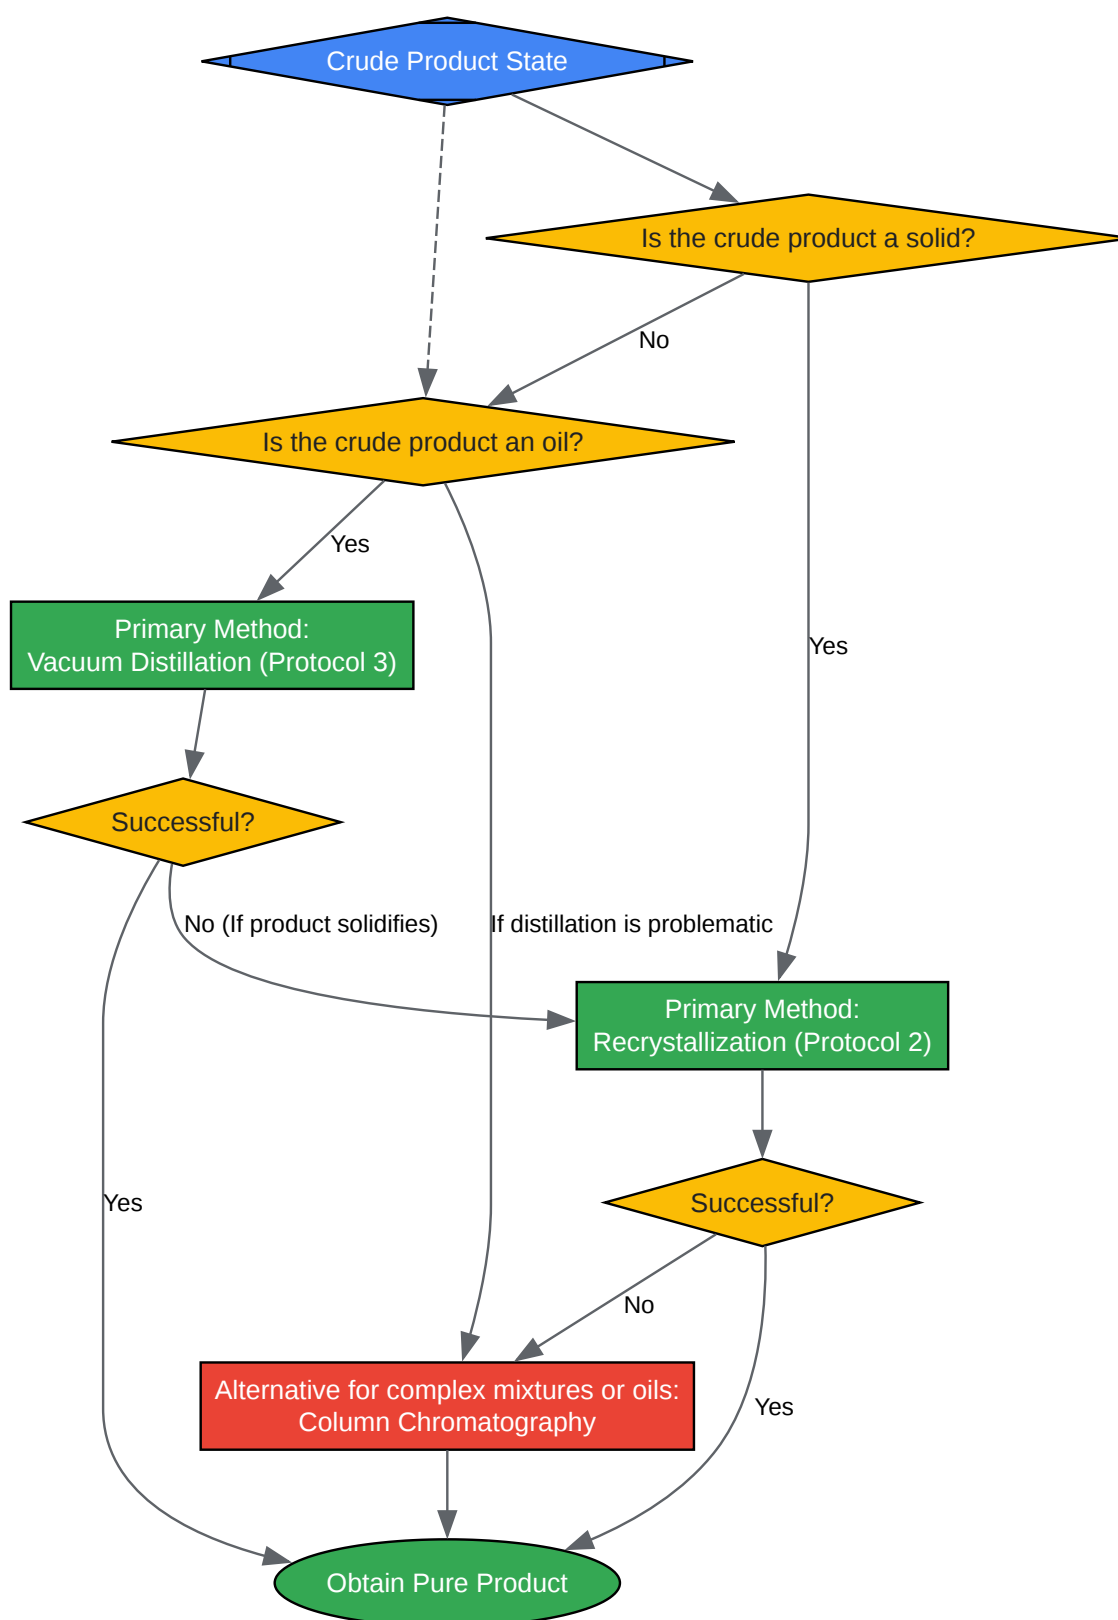 Crude Product State
Is the crude product a solid?
No
Is the crude product an oil?
Yes
Primary Method:
Vacuum Distillation (Protocol 3)
Yes
Successful?
No (If product solidifies)
If distillation is problematic
Primary Method:
Recrystallization (Protocol 2)
Yes
Successful?
No
Alternative for complex mixtures or oils:
Column Chromatography
Yes
Obtain Pure Product